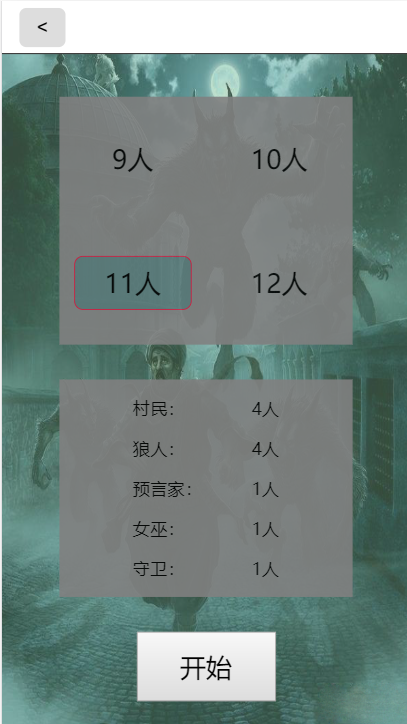 <
9人 10人
11人 12人
村民: 4人
狼人: 4人
预言家: 1人
女巫: 1人
守卫: 1人
开始